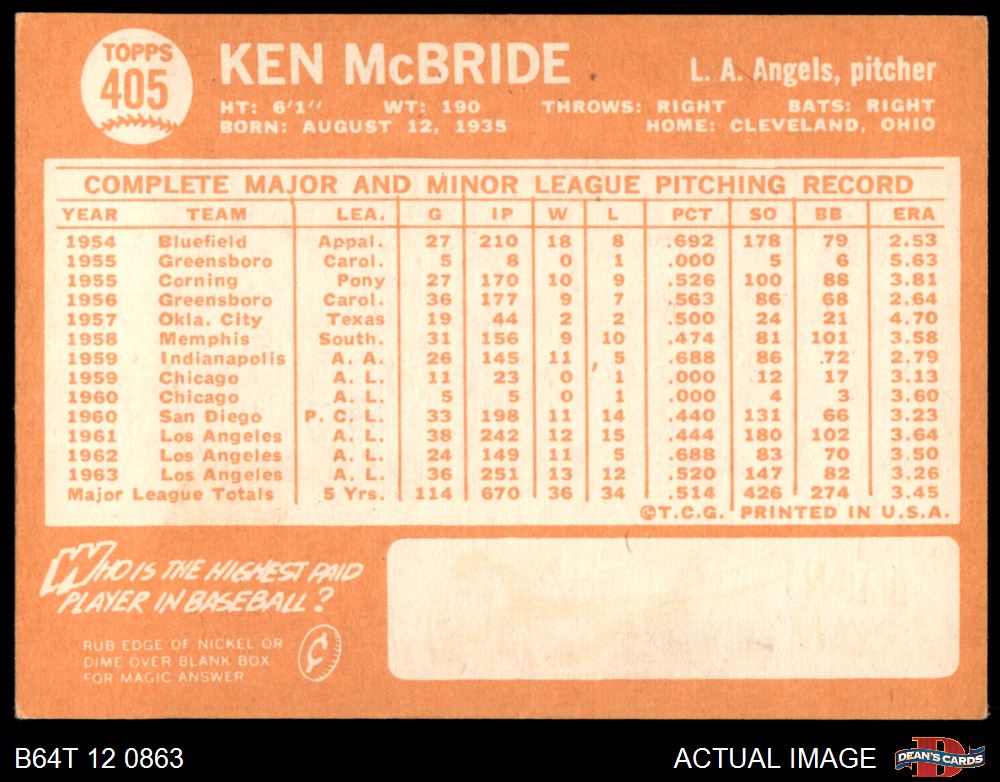 TOPPS
405
KEN McBRIDE
L. A. Angels, pitcher
HT: 6'1" WT: 190 THROWS: RIGHT BATS: RIGHT
BORN: AUGUST 12, 1935 HOME: CLEVELAND, OHIO
COMPLETE MAJOR AND MINOR LEAGUE PITCHING RECORD
YEAR TEAM LEA. G IP W L PCT SO BB ERA
1954 Bluefield Appal. 27 210 18 8 .692 178 79 2.53
1955 Greensboro Carol. 5 8 0 1 .000 5 6 5.63
1955 Corning Pony 27 170 10 9 .526 100 88 3.81
1956 Greensboro Carol. 36 177 9 7 .563 86 68 2.64
1957 Okla. City Texas 19 44 2 2 .500 24 21 4.70
1958 Memphis South. 31 156 9 10 .474 81 101 3.58
1959 Indianapolis A. A. 26 145 11 5 .688 86 72 2.79
1959 Chicago A. L. 11 23 0 1 .000 12 17 3.13
1960 Chicago A. L. 5 5 0 1 .000 4 3 3.60
1960 San Diego P. C. L. 33 198 11 14 .440 131 66 3.23
1961 Los Angeles A. L. 38 242 12 15 .444 180 102 3.64
1962 Los Angeles A. L. 24 149 11 5 .688 83 70 3.50
1963 Los Angeles A. L. 36 251 13 12 .520 147 82 3.26
Major League Totals 5 Yrs. 114 670 36 34 .514 426 274 3.45
©T.C.G. PRINTED IN U.S.A.
WHO IS THE HIGHEST PAID
PLAYER IN BASEBALL?
RUB EDGE OF NICKEL OR
DIME OVER BLANK BOX
FOR MAGIC ANSWER
B64T 12 0863
ACTUAL IMAGE
D
DEAN'S CARDS